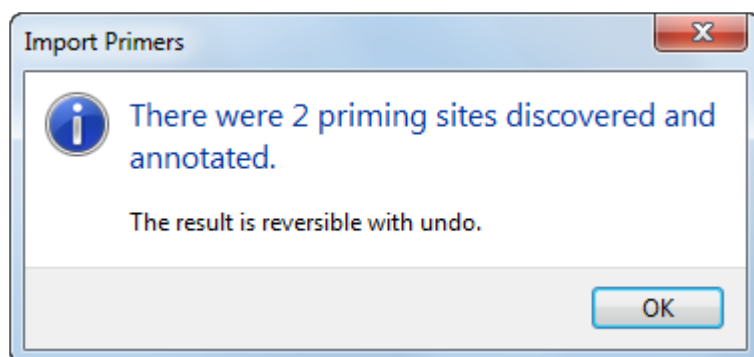 Import Primers
There were 2 priming sites discovered and
annotated.
The result is reversible with undo.
OK